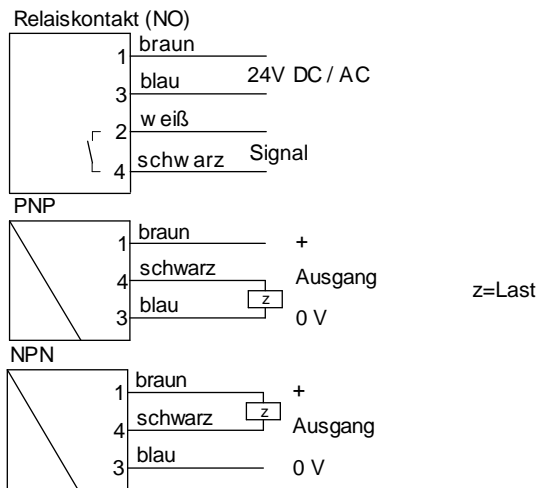 Relaiskontakt (NO)
1 braun
24V DC / AC
3 blau
2 weiß
4 schwarz Signal
PNP
1 braun +
4 schwarz Ausgang
z z=Last
3 blau 0 V
NPN
1 braun +
z
4 schwarz Ausgang
3 blau 0 V